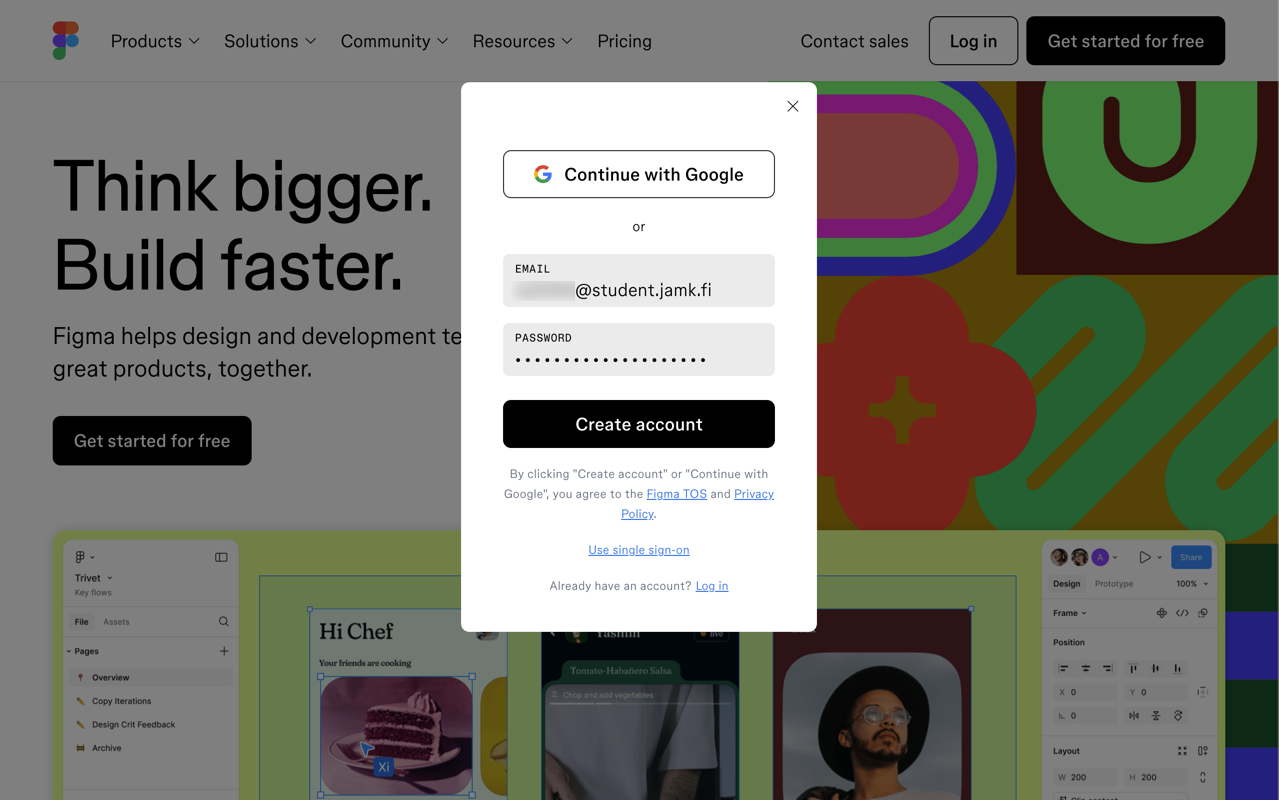 Products
Solutions
Community
Resources
Pricing
Contact sales
Log in
Get started for free
Think bigger.
Build faster.
Figma helps design and development te
great products, together.
Get started for free
Continue with Google
or
EMAIL
@student.jamk.fi
PASSWORD
Create account
By clicking "Create account" or "Continue with
Google", you agree to the Figma TOS and Privacy
Policy.
Use single sign-on
Already have an account? Log in
Trivet
Key flows
File
Assets
Pages
Overview
Copy Iterations
Design Crit Feedback
Archive
Hi Chef
Your friends are cooking
Xi
Yasmin
live
Tomato-Habañero Salsa
2. Chop and add vegetables
A
Share
Design
Prototype
100%
Frame
Position
X 0
Y 0
0
Layout
W 200
H 200
Clip content